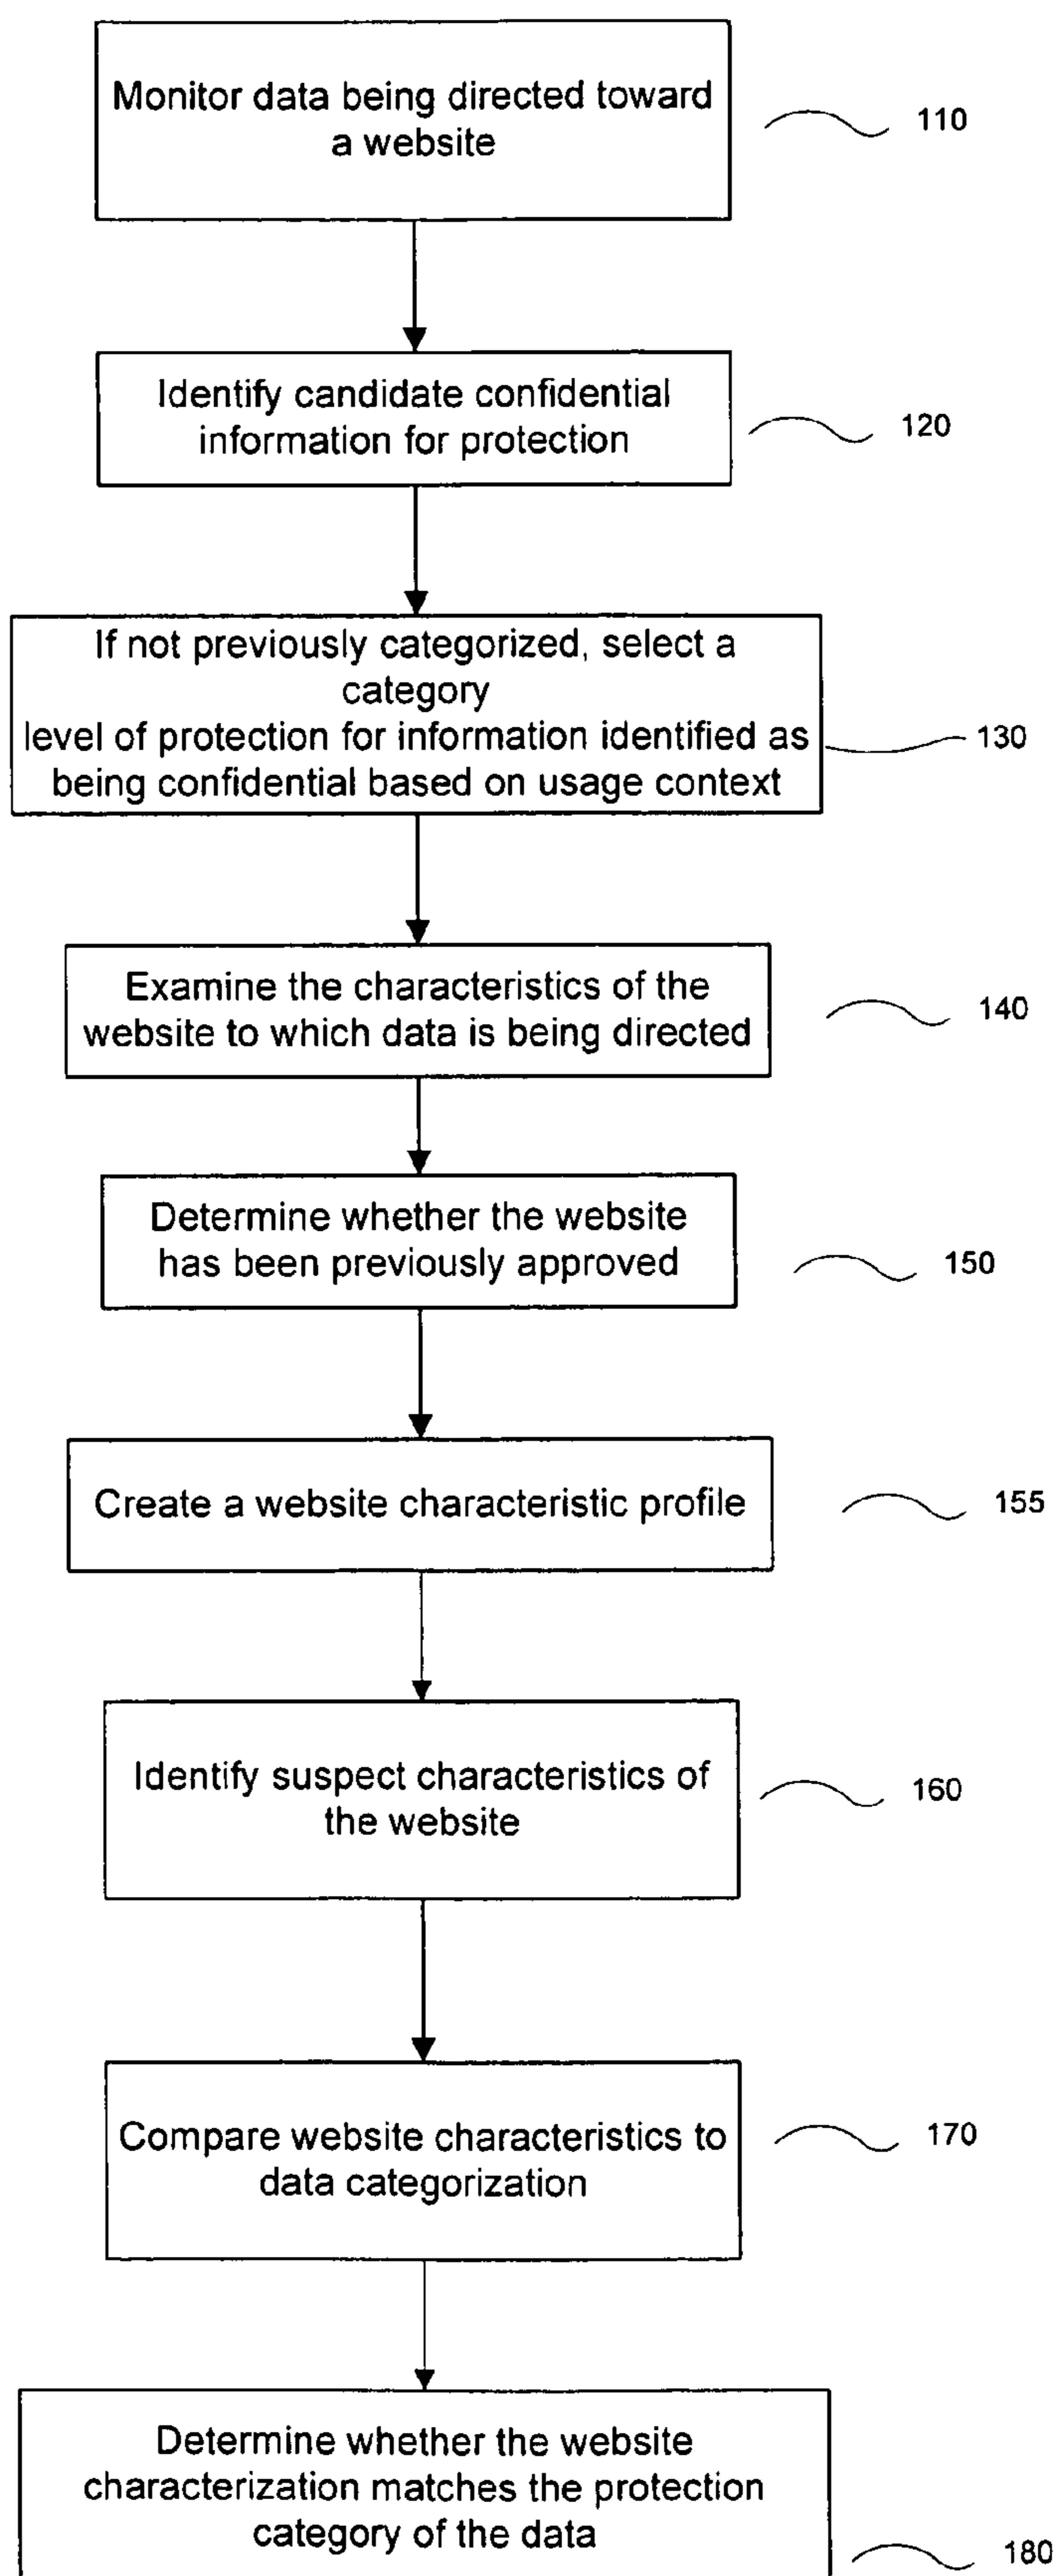 Monitor data being directed toward
a website
110
Identify candidate confidential
information for protection
120
If not previously categorized, select a
category
level of protection for information identified as
being confidential based on usage context
130
Examine the characteristics of the
website to which data is being directed
140
Determine whether the website
has been previously approved
150
Create a website characteristic profile
155
Identify suspect characteristics of
the website
160
Compare website characteristics to
data categorization
170
Determine whether the website
characterization matches the protection
category of the data
180